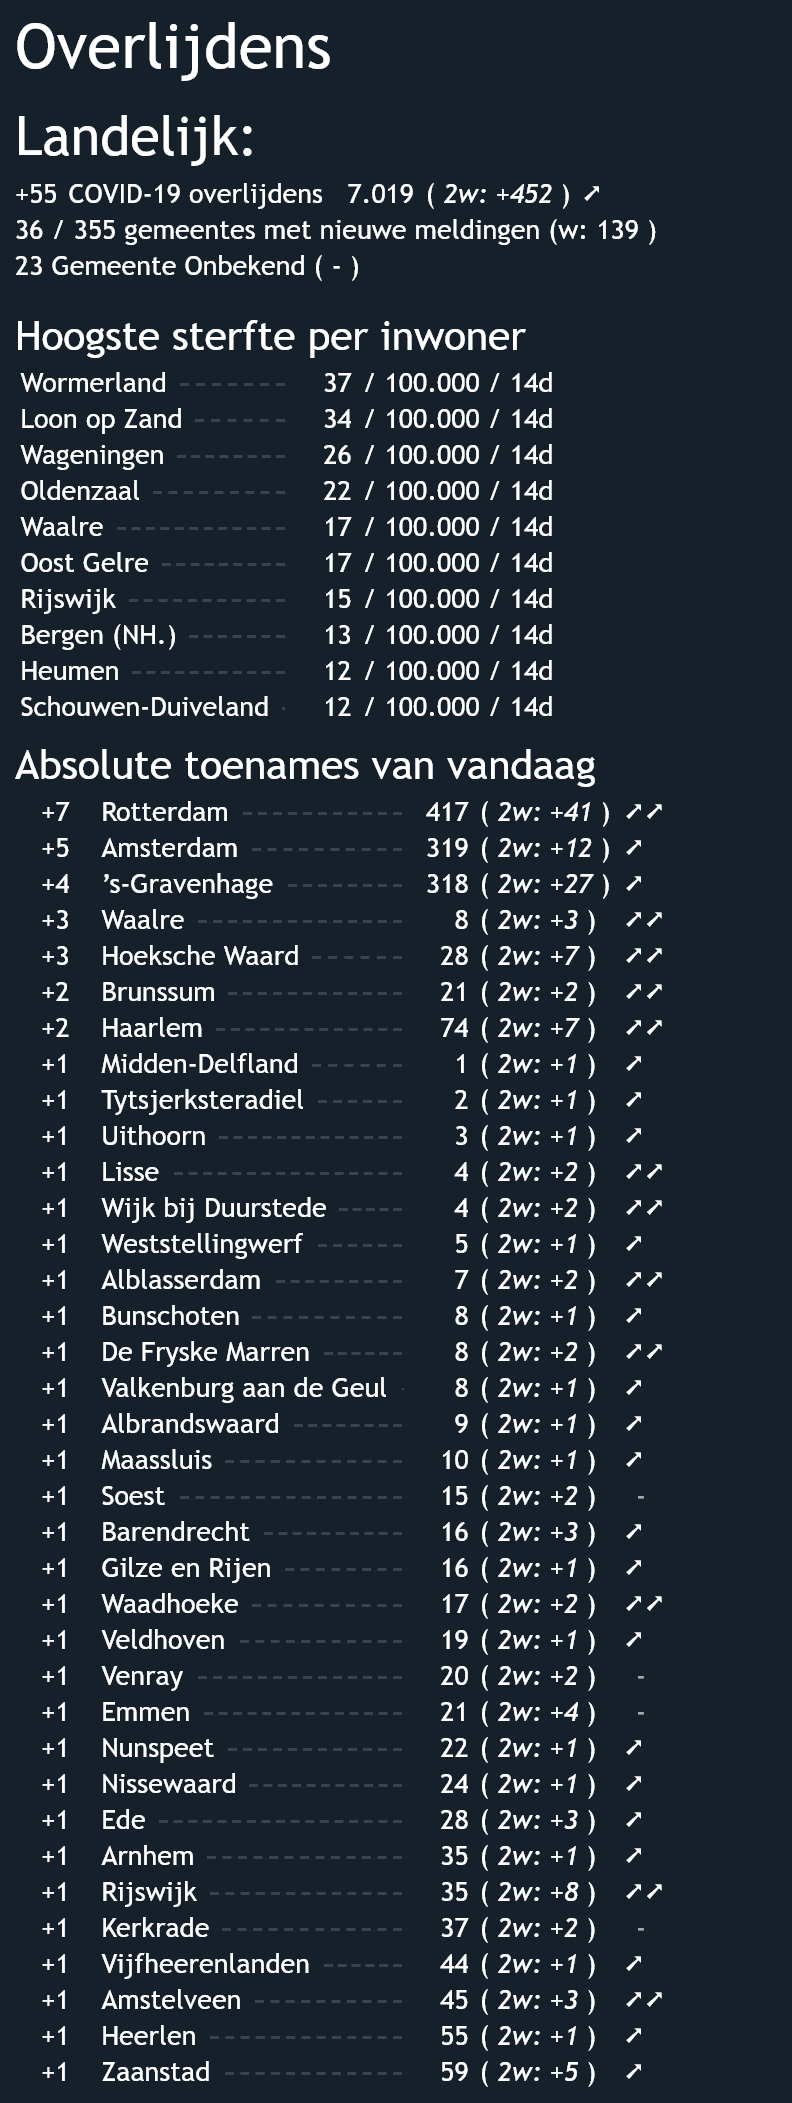 Overlijdens
Landelijk:
+55 COVID-19 overlijdens 7.019 ( 2w: +452 ) ➚
36 / 355 gemeentes met nieuwe meldingen (w: 139 )
23 Gemeente Onbekend ( - )
Hoogste sterfte per inwoner
Wormerland ------- 37 / 100.000 / 14d
Loon op Zand ------ 34 / 100.000 / 14d
Wageningen -------- 26 / 100.000 / 14d
Oldenzaal --------- 22 / 100.000 / 14d
Waalre ------------ 17 / 100.000 / 14d
Oost Gelre --------- 17 / 100.000 / 14d
Rijswijk ----------- 15 / 100.000 / 14d
Bergen (NH.) ------- 13 / 100.000 / 14d
Heumen ----------- 12 / 100.000 / 14d
Schouwen-Duiveland - 12 / 100.000 / 14d
Absolute toenames van vandaag
+7 Rotterdam ----------- 417 ( 2w: +41 ) ➚➚
+5 Amsterdam ---------- 319 ( 2w: +12 ) ➚
+4 ’s-Gravenhage -------- 318 ( 2w: +27 ) ➚
+3 Waalre -------------- 8 ( 2w: +3 ) ➚➚
+3 Hoeksche Waard ------ 28 ( 2w: +7 ) ➚➚
+2 Brunssum ------------ 21 ( 2w: +2 ) ➚➚
+2 Haarlem ------------- 74 ( 2w: +7 ) ➚➚
+1 Midden-Delfland ------ 1 ( 2w: +1 ) ➚
+1 Tytsjerksteradiel ------ 2 ( 2w: +1 ) ➚
+1 Uithoorn ------------- 3 ( 2w: +1 ) ➚
+1 Lisse ---------------- 4 ( 2w: +2 ) ➚➚
+1 Wijk bij Duurstede ----- 4 ( 2w: +2 ) ➚➚
+1 Weststellingwerf ------ 5 ( 2w: +1 ) ➚
+1 Alblasserdam --------- 7 ( 2w: +2 ) ➚➚
+1 Bunschoten ----------- 8 ( 2w: +1 ) ➚
+1 De Fryske Marren ------ 8 ( 2w: +2 ) ➚➚
+1 Valkenburg aan de Geul - 8 ( 2w: +1 ) ➚
+1 Albrandswaard -------- 9 ( 2w: +1 ) ➚
+1 Maassluis ------------ 10 ( 2w: +1 ) ➚
+1 Soest ---------------- 15 ( 2w: +2 ) -
+1 Barendrecht ---------- 16 ( 2w: +3 ) ➚
+1 Gilze en Rijen -------- 16 ( 2w: +1 ) ➚
+1 Waadhoeke ----------- 17 ( 2w: +2 ) ➚➚
+1 Veldhoven ------------ 19 ( 2w: +1 ) ➚
+1 Venray -------------- 20 ( 2w: +2 ) -
+1 Emmen -------------- 21 ( 2w: +4 ) -
+1 Nunspeet ------------ 22 ( 2w: +1 ) ➚
+1 Nissewaard ----------- 24 ( 2w: +1 ) ➚
+1 Ede ----------------- 28 ( 2w: +3 ) ➚
+1 Arnhem ------------- 35 ( 2w: +1 ) ➚
+1 Rijswijk ------------- 35 ( 2w: +8 ) ➚➚
+1 Kerkrade ------------ 37 ( 2w: +2 ) -
+1 Vijfheerenlanden ------ 44 ( 2w: +1 ) ➚
+1 Amstelveen ---------- 45 ( 2w: +3 ) ➚➚
+1 Heerlen ------------- 55 ( 2w: +1 ) ➚
+1 Zaanstad ------------ 59 ( 2w: +5 ) ➚